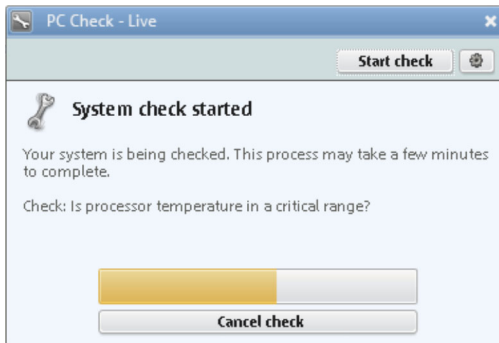 PC Check - Live
Start check
System check started
Your system is being checked. This process may take a few minutes
to complete.
Check: Is processor temperature in a critical range?
Cancel check